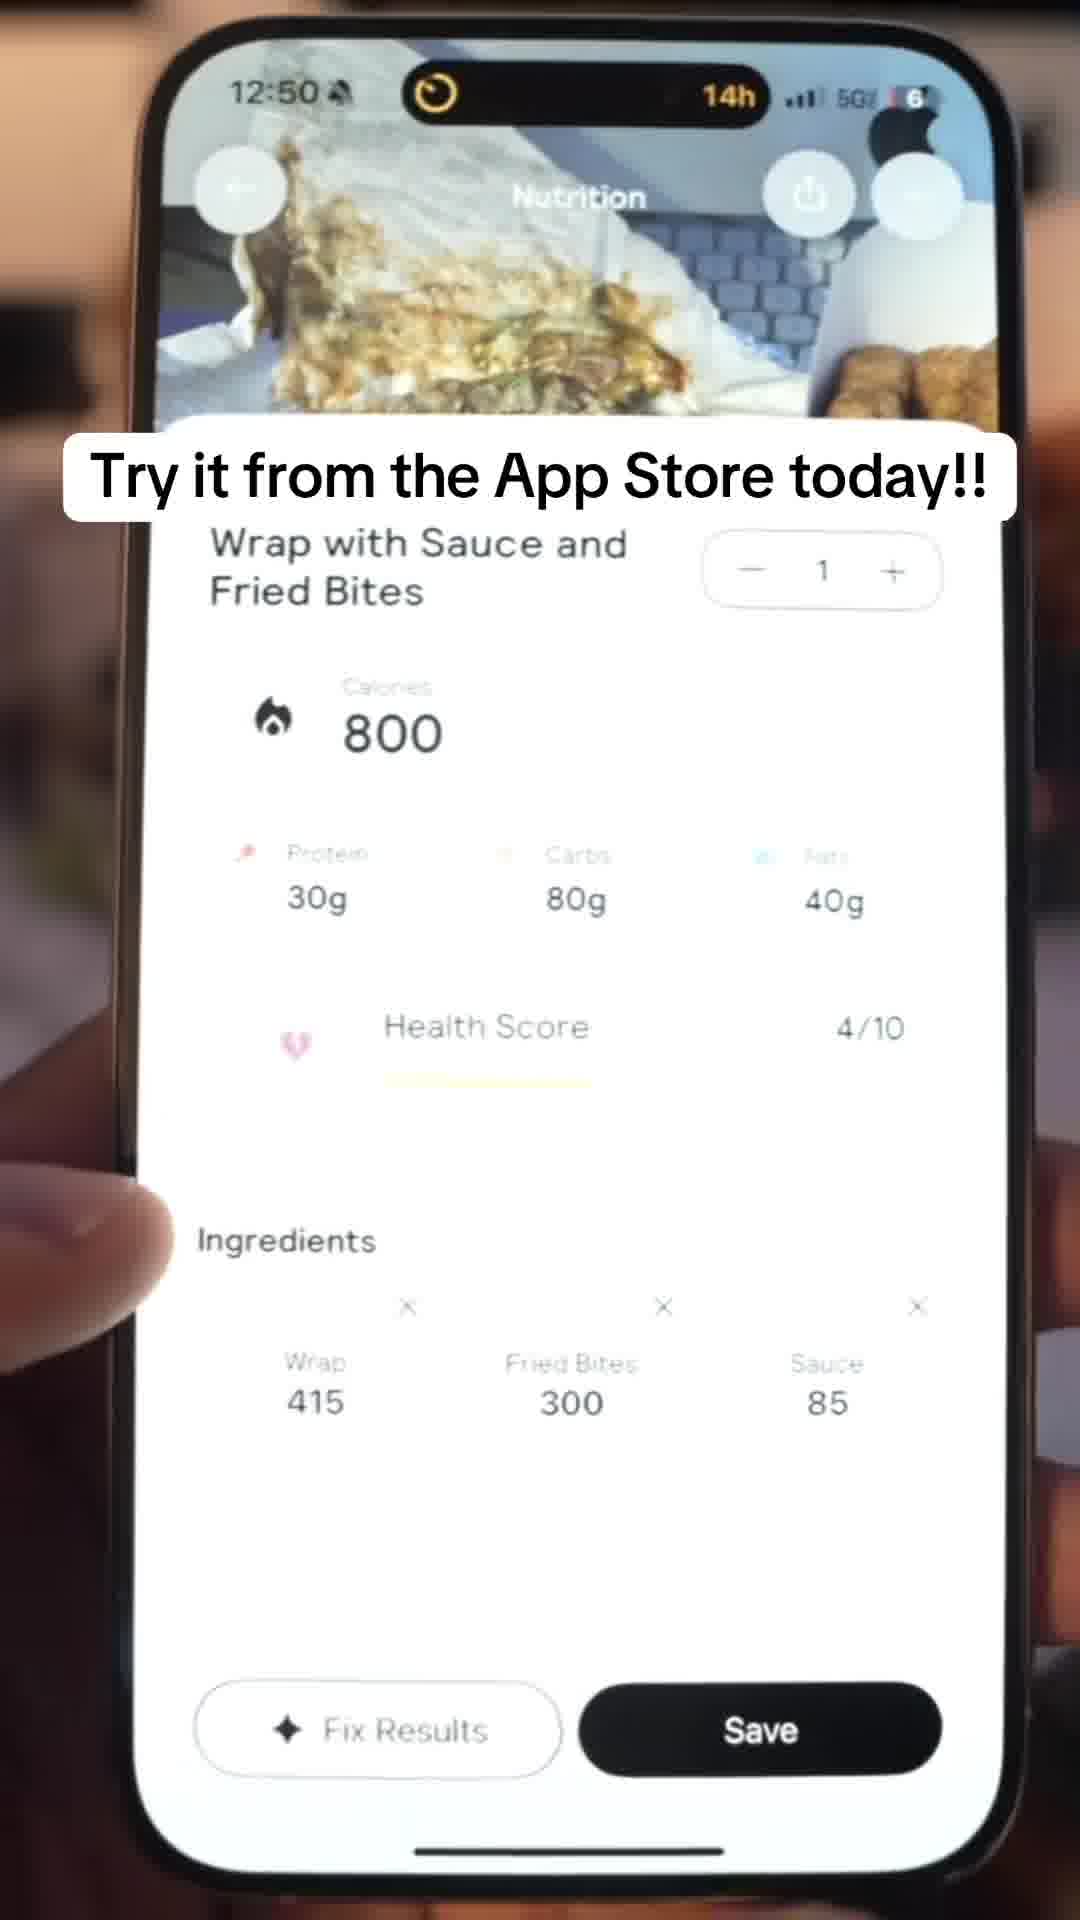 12:50
14h
5G
6
Nutrition
Try it from the App Store today!!
Wrap with Sauce and
Fried Bites
1
Calories
800
Protein
Carbs
Fats
30g
80g
40g
Health Score
4/10
Ingredients
Wrap
Fried Bites
Sauce
415
300
85
Fix Results
Save